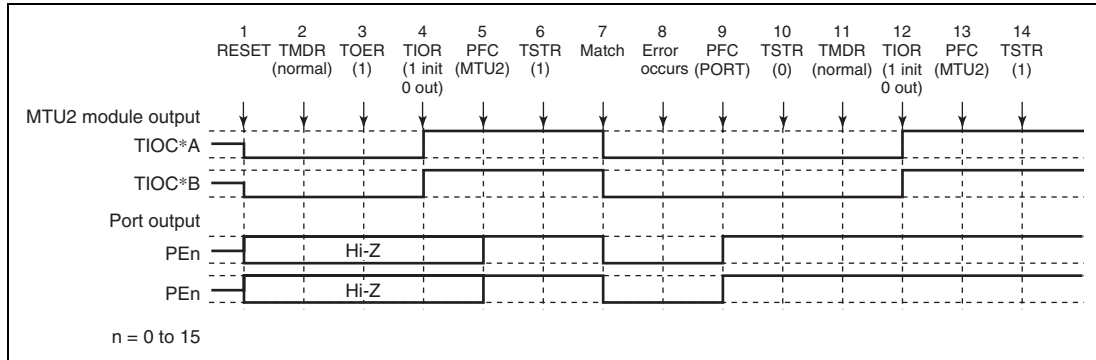 1 2 3 4 5 6 7 8 9 10 11 12 13 14
RESET TMDR TOER TIOR PFC TSTR Match Error PFC TSTR TMDR TIOR PFC TSTR
(normal) (1) (1 init (MTU2) (1) occurs (PORT) (0) (normal) (1 init (MTU2) (1)
0 out) 0 out)
MTU2 module output
TIOC*A
TIOC*B
Port output
PEn Hi-Z
PEn Hi-Z
n = 0 to 15